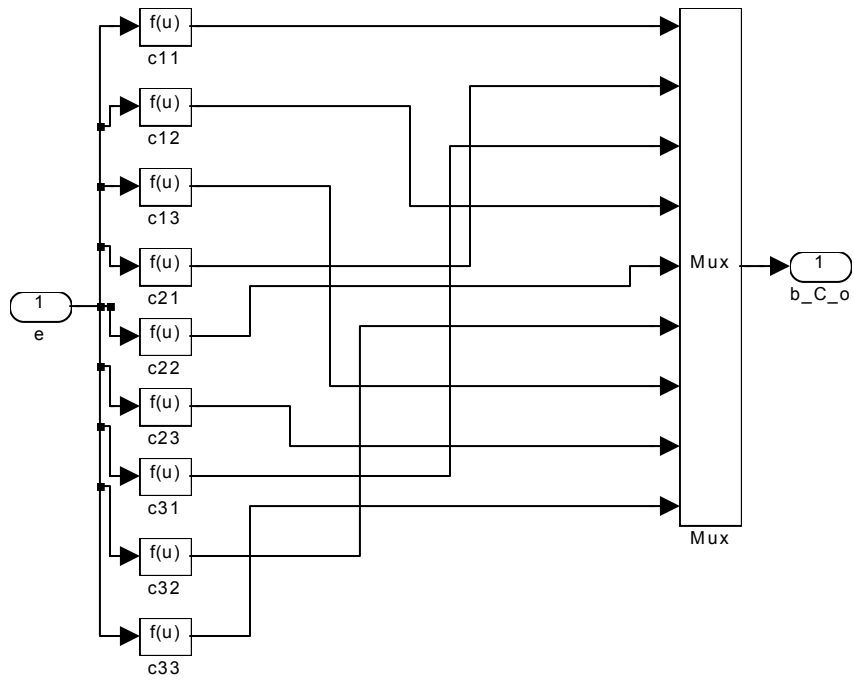 f(u)
c11
f(u)
c12
f(u)
c13
f(u)
c21
1
e
f(u)
c22
f(u)
c23
f(u)
c31
f(u)
c32
f(u)
c33
Mux
Mux
1
b_C_o